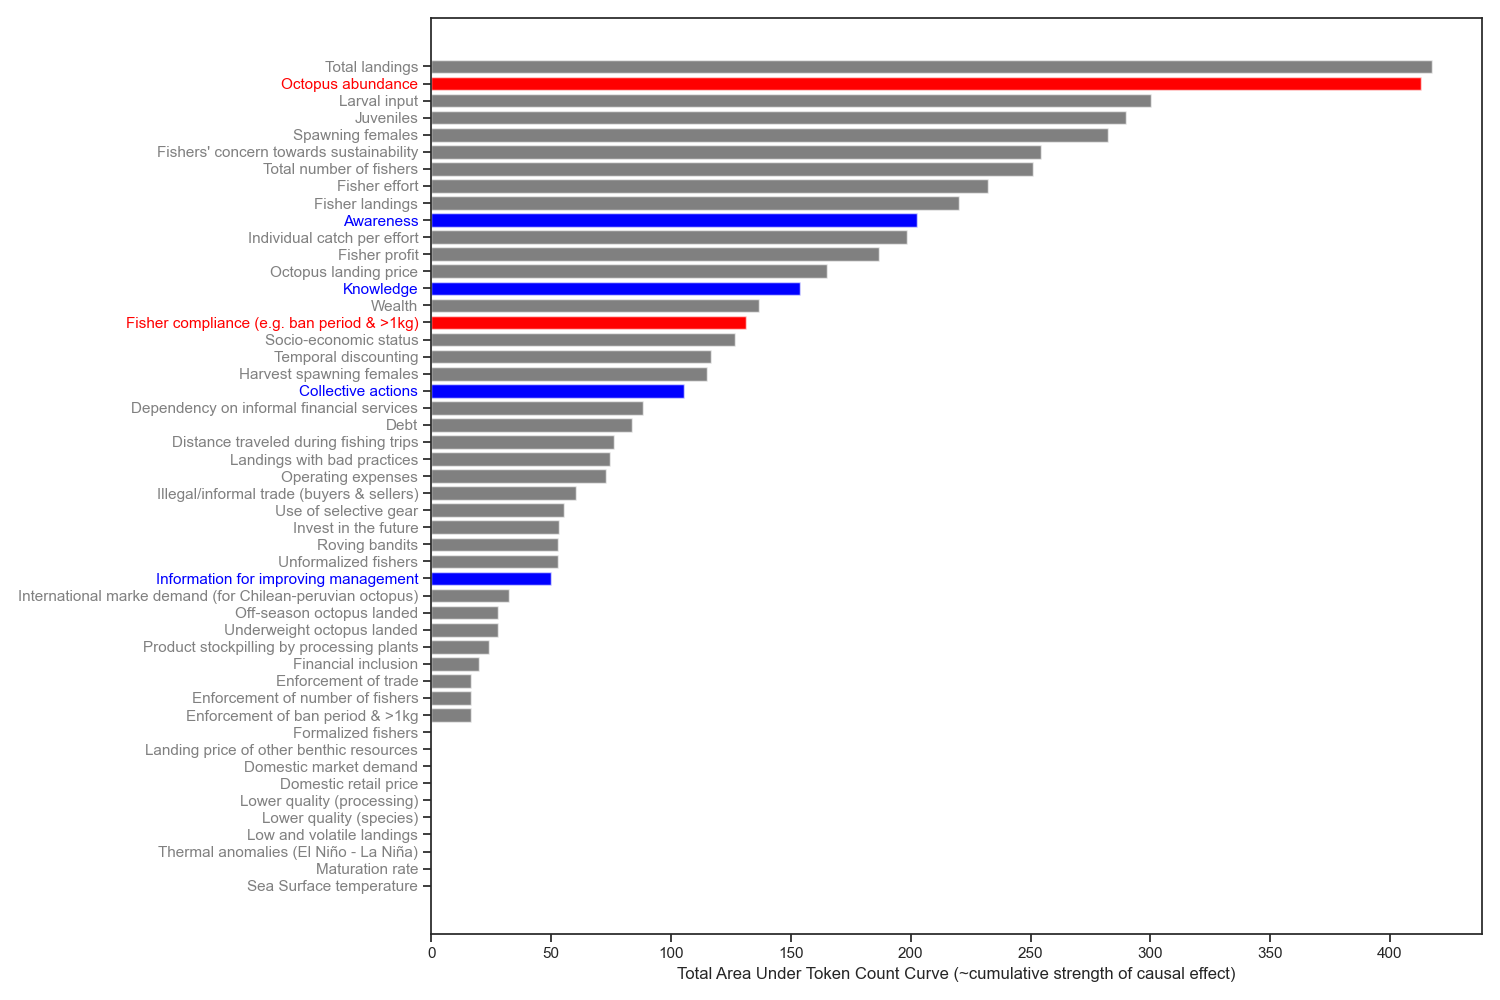 Total landings
Octopus abundance
Larval input
Juveniles
Spawning females
Fishers' concern towards sustainability
Total number of fishers
Fisher effort
Fisher landings
Awareness
Individual catch per effort
Fisher profit
Octopus landing price
Knowledge
Wealth
Fisher compliance (e.g. ban period & >1kg)
Socio-economic status
Temporal discounting
Harvest spawning females
Collective actions
Dependency on informal financial services
Debt
Distance traveled during fishing trips
Landings with bad practices
Operating expenses
Illegal/informal trade (buyers & sellers)
Use of selective gear
Invest in the future
Roving bandits
Unformalized fishers
Information for improving management
International marke demand (for Chilean-peruvian octopus)
Off-season octopus landed
Underweight octopus landed
Product stockpilling by processing plants
Financial inclusion
Enforcement of trade
Enforcement of number of fishers
Enforcement of ban period & >1kg
Formalized fishers
Landing price of other benthic resources
Domestic market demand
Domestic retail price
Lower quality (processing)
Lower quality (species)
Low and volatile landings
Thermal anomalies (El Niño - La Niña)
Maturation rate
Sea Surface temperature
0 50 100 150 200 250 300 350 400
Total Area Under Token Count Curve (~cumulative strength of causal effect)